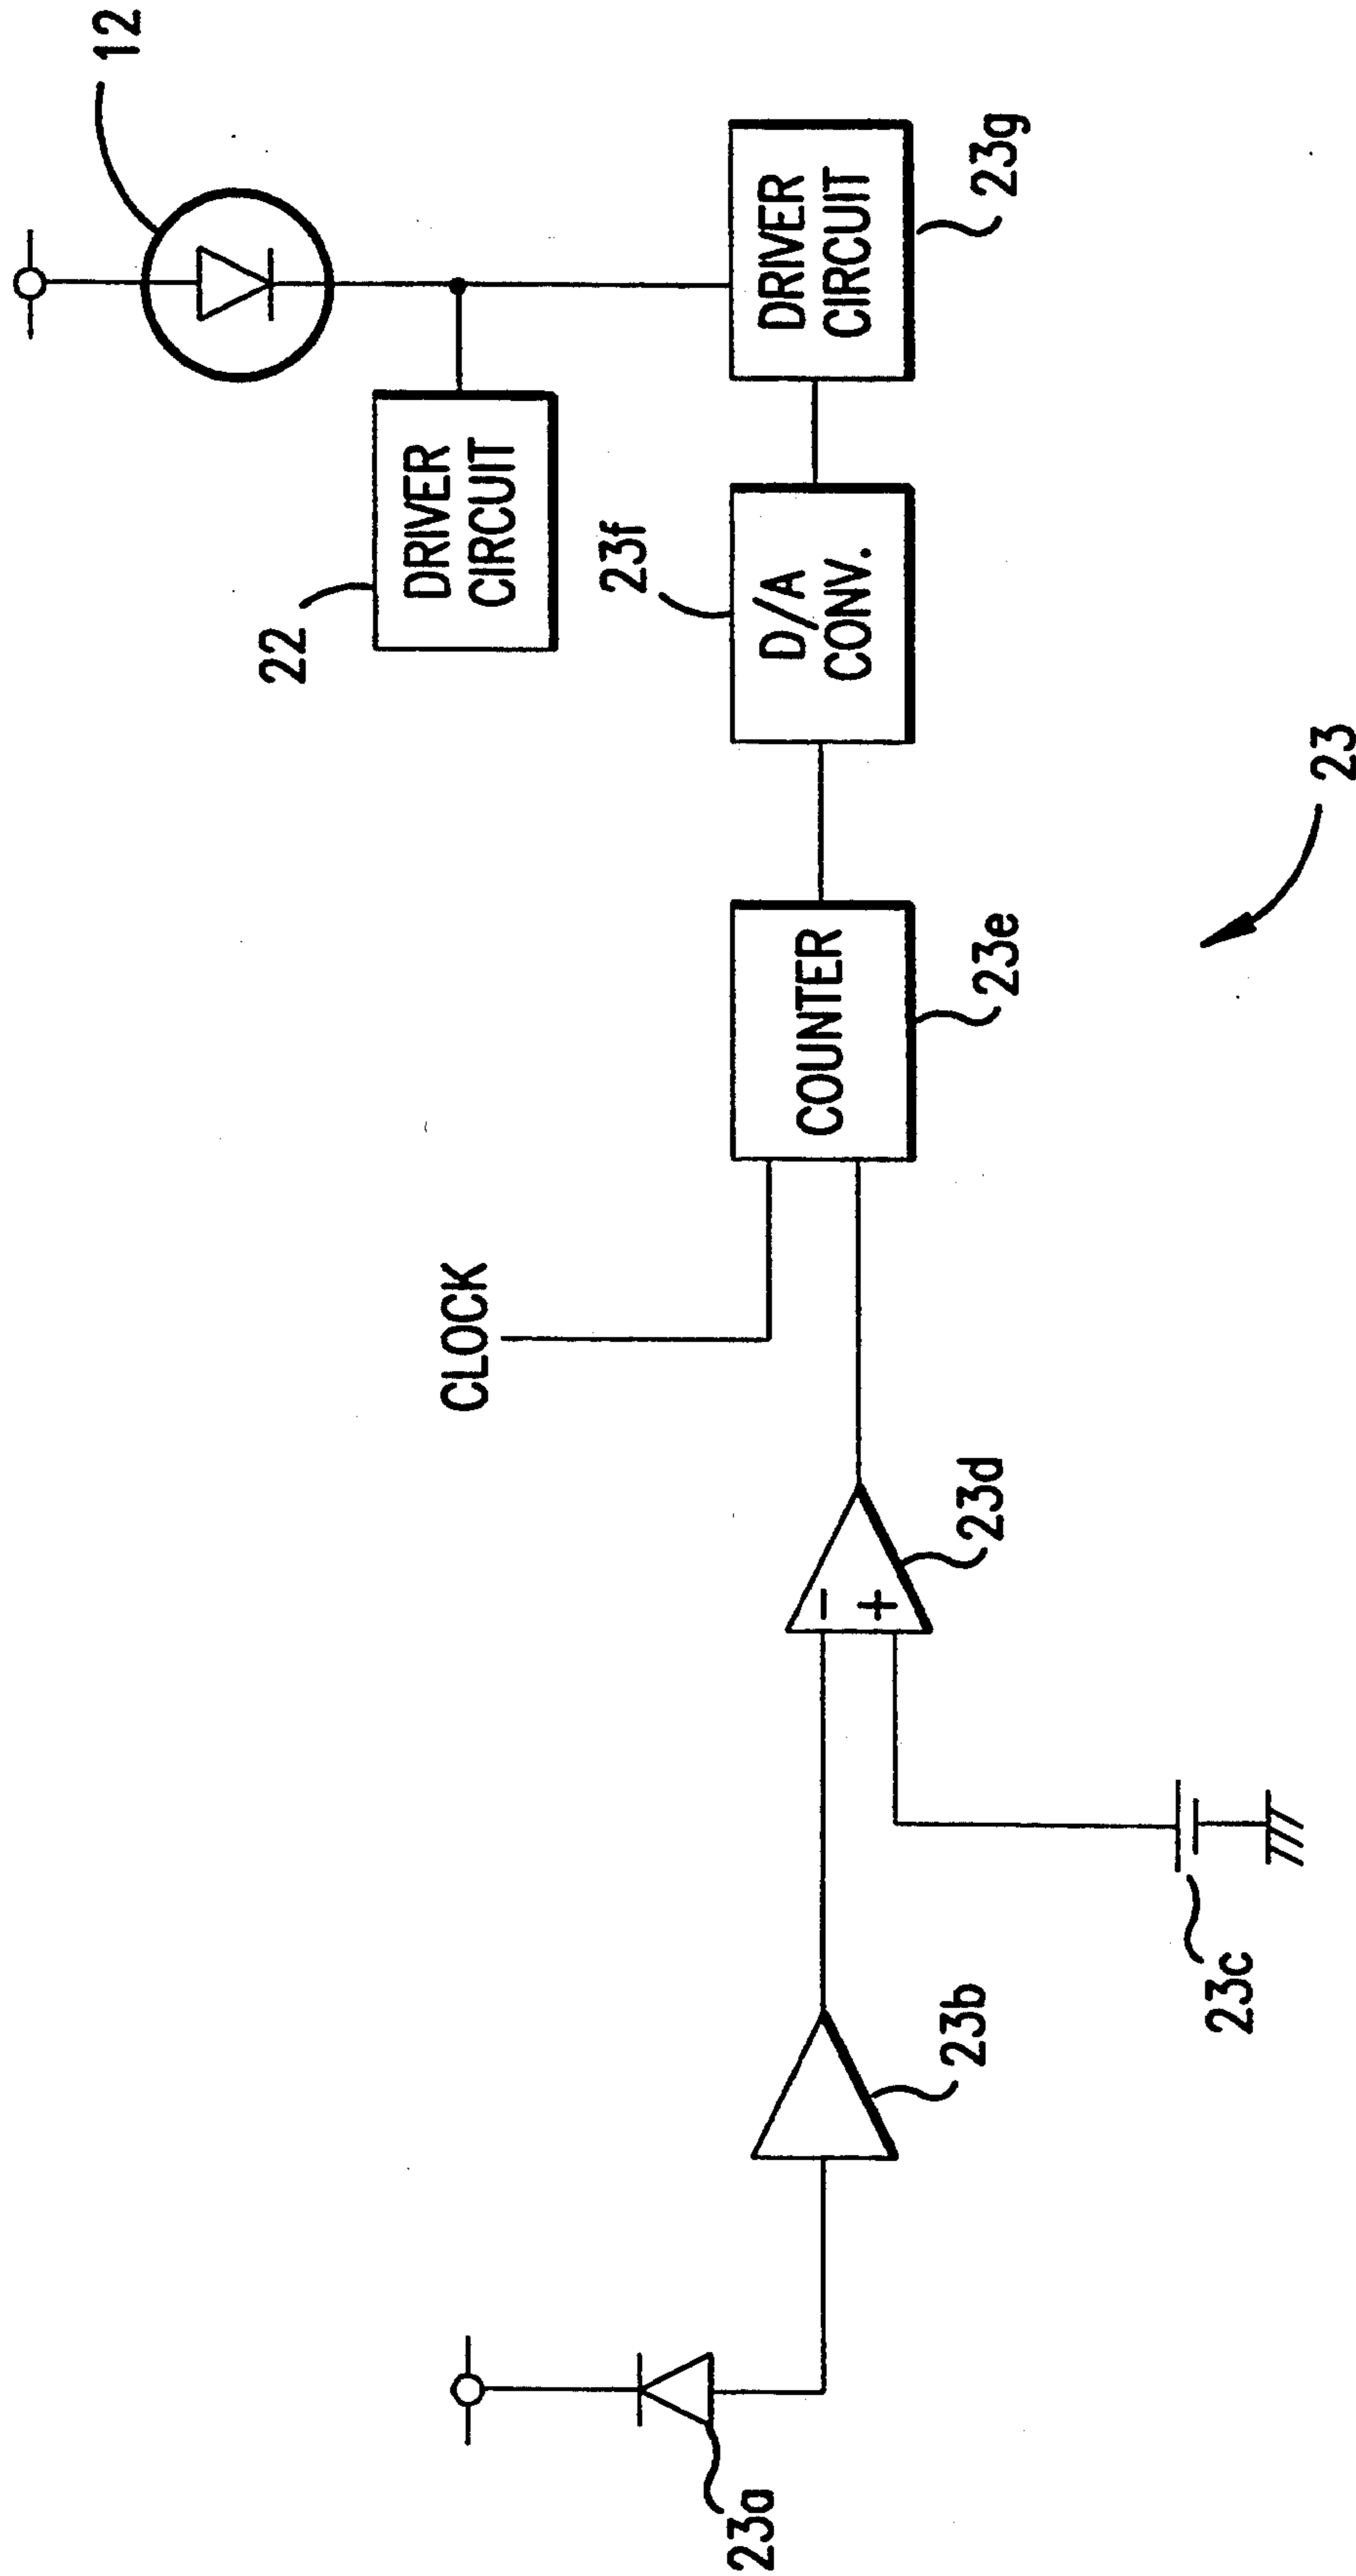 12
22
DRIVER
CIRCUIT
23f
D/A
CONV.
DRIVER
CIRCUIT
23g
CLOCK
COUNTER
23e
23
23a
23b
-
+
23d
23c